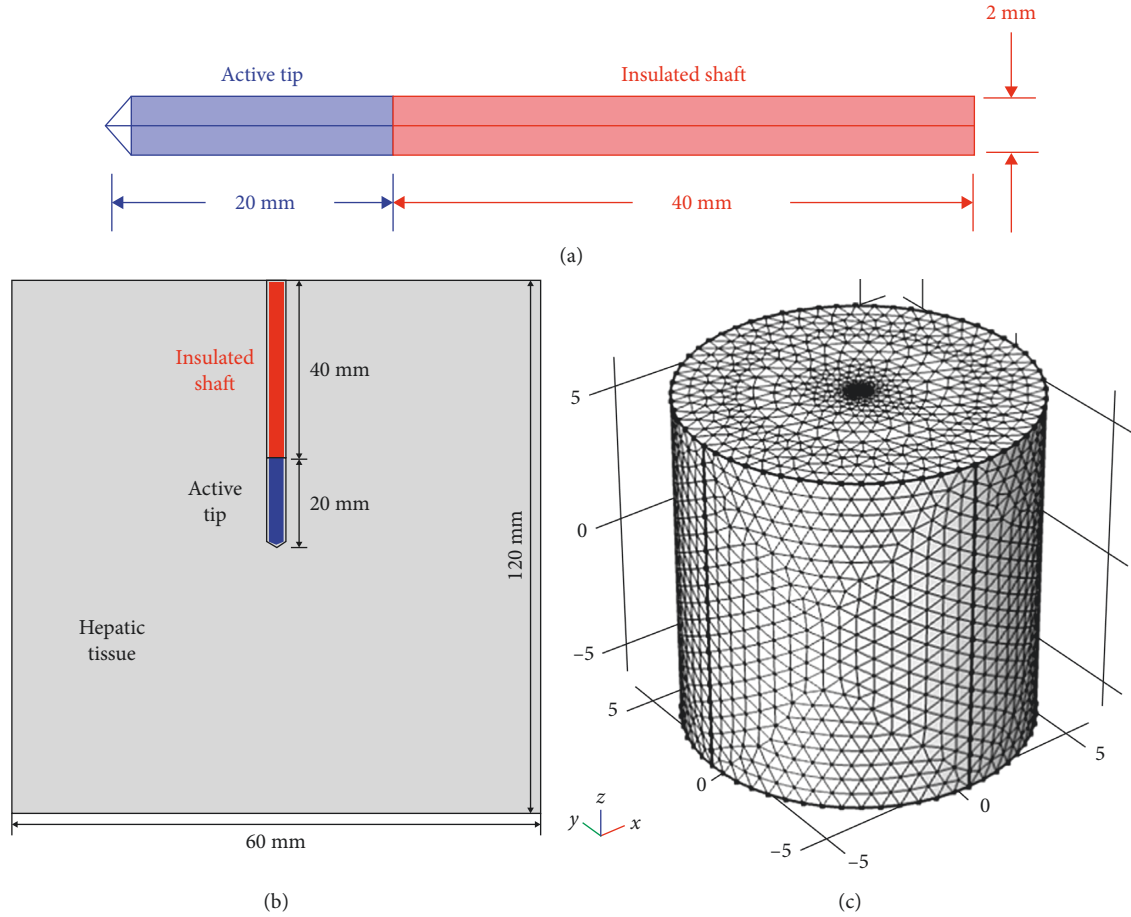 2 mm
Active tip
Insulated shaft
20 mm
40 mm
(a)
Insulated
shaft
40 mm
Active
tip
20 mm
120 mm
Hepatic
tissue
60 mm
(b)
5
0
–5
5
0
–5
–5
0
5
z
y
x
(c)